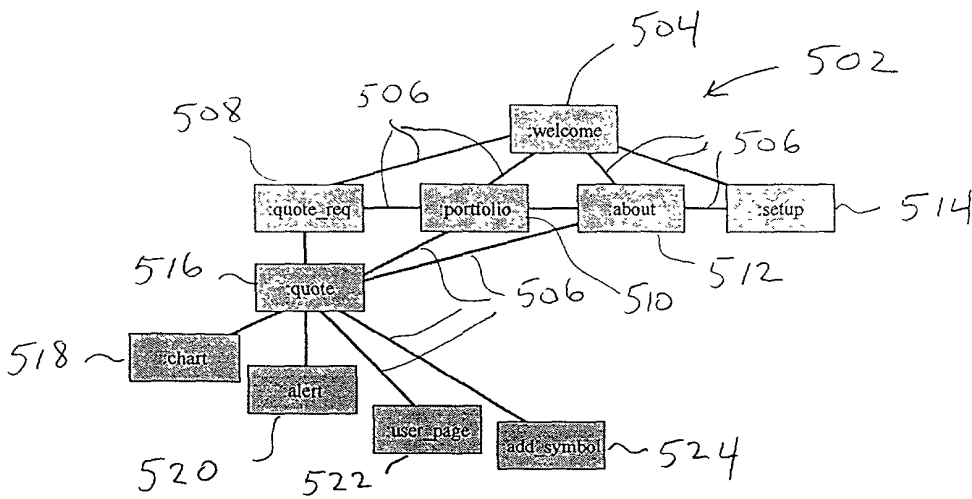 504
502
506
508
:welcome
506
:quote_req
:portfolio
:about
:setup
514
516
:quote
506
510
512
518
:chart
:alert
:user_page
:add_symbol
524
520
522